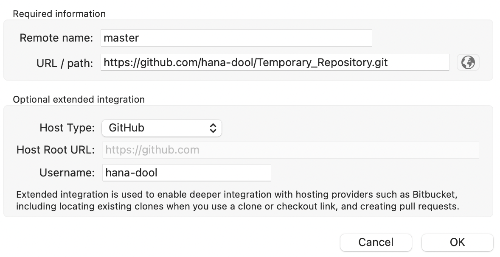 Required information
Remote name: master
URL / path: https://github.com/hana-dool/Temporary_Repository.git
Optional extended integration
Host Type: GitHub
Host Root URL: https://github.com
Username: hana-dool
Extended integration is used to enable deeper integration with hosting providers such as Bitbucket,
including locating existing clones when you use a clone or checkout link, and creating pull requests.
Cancel OK